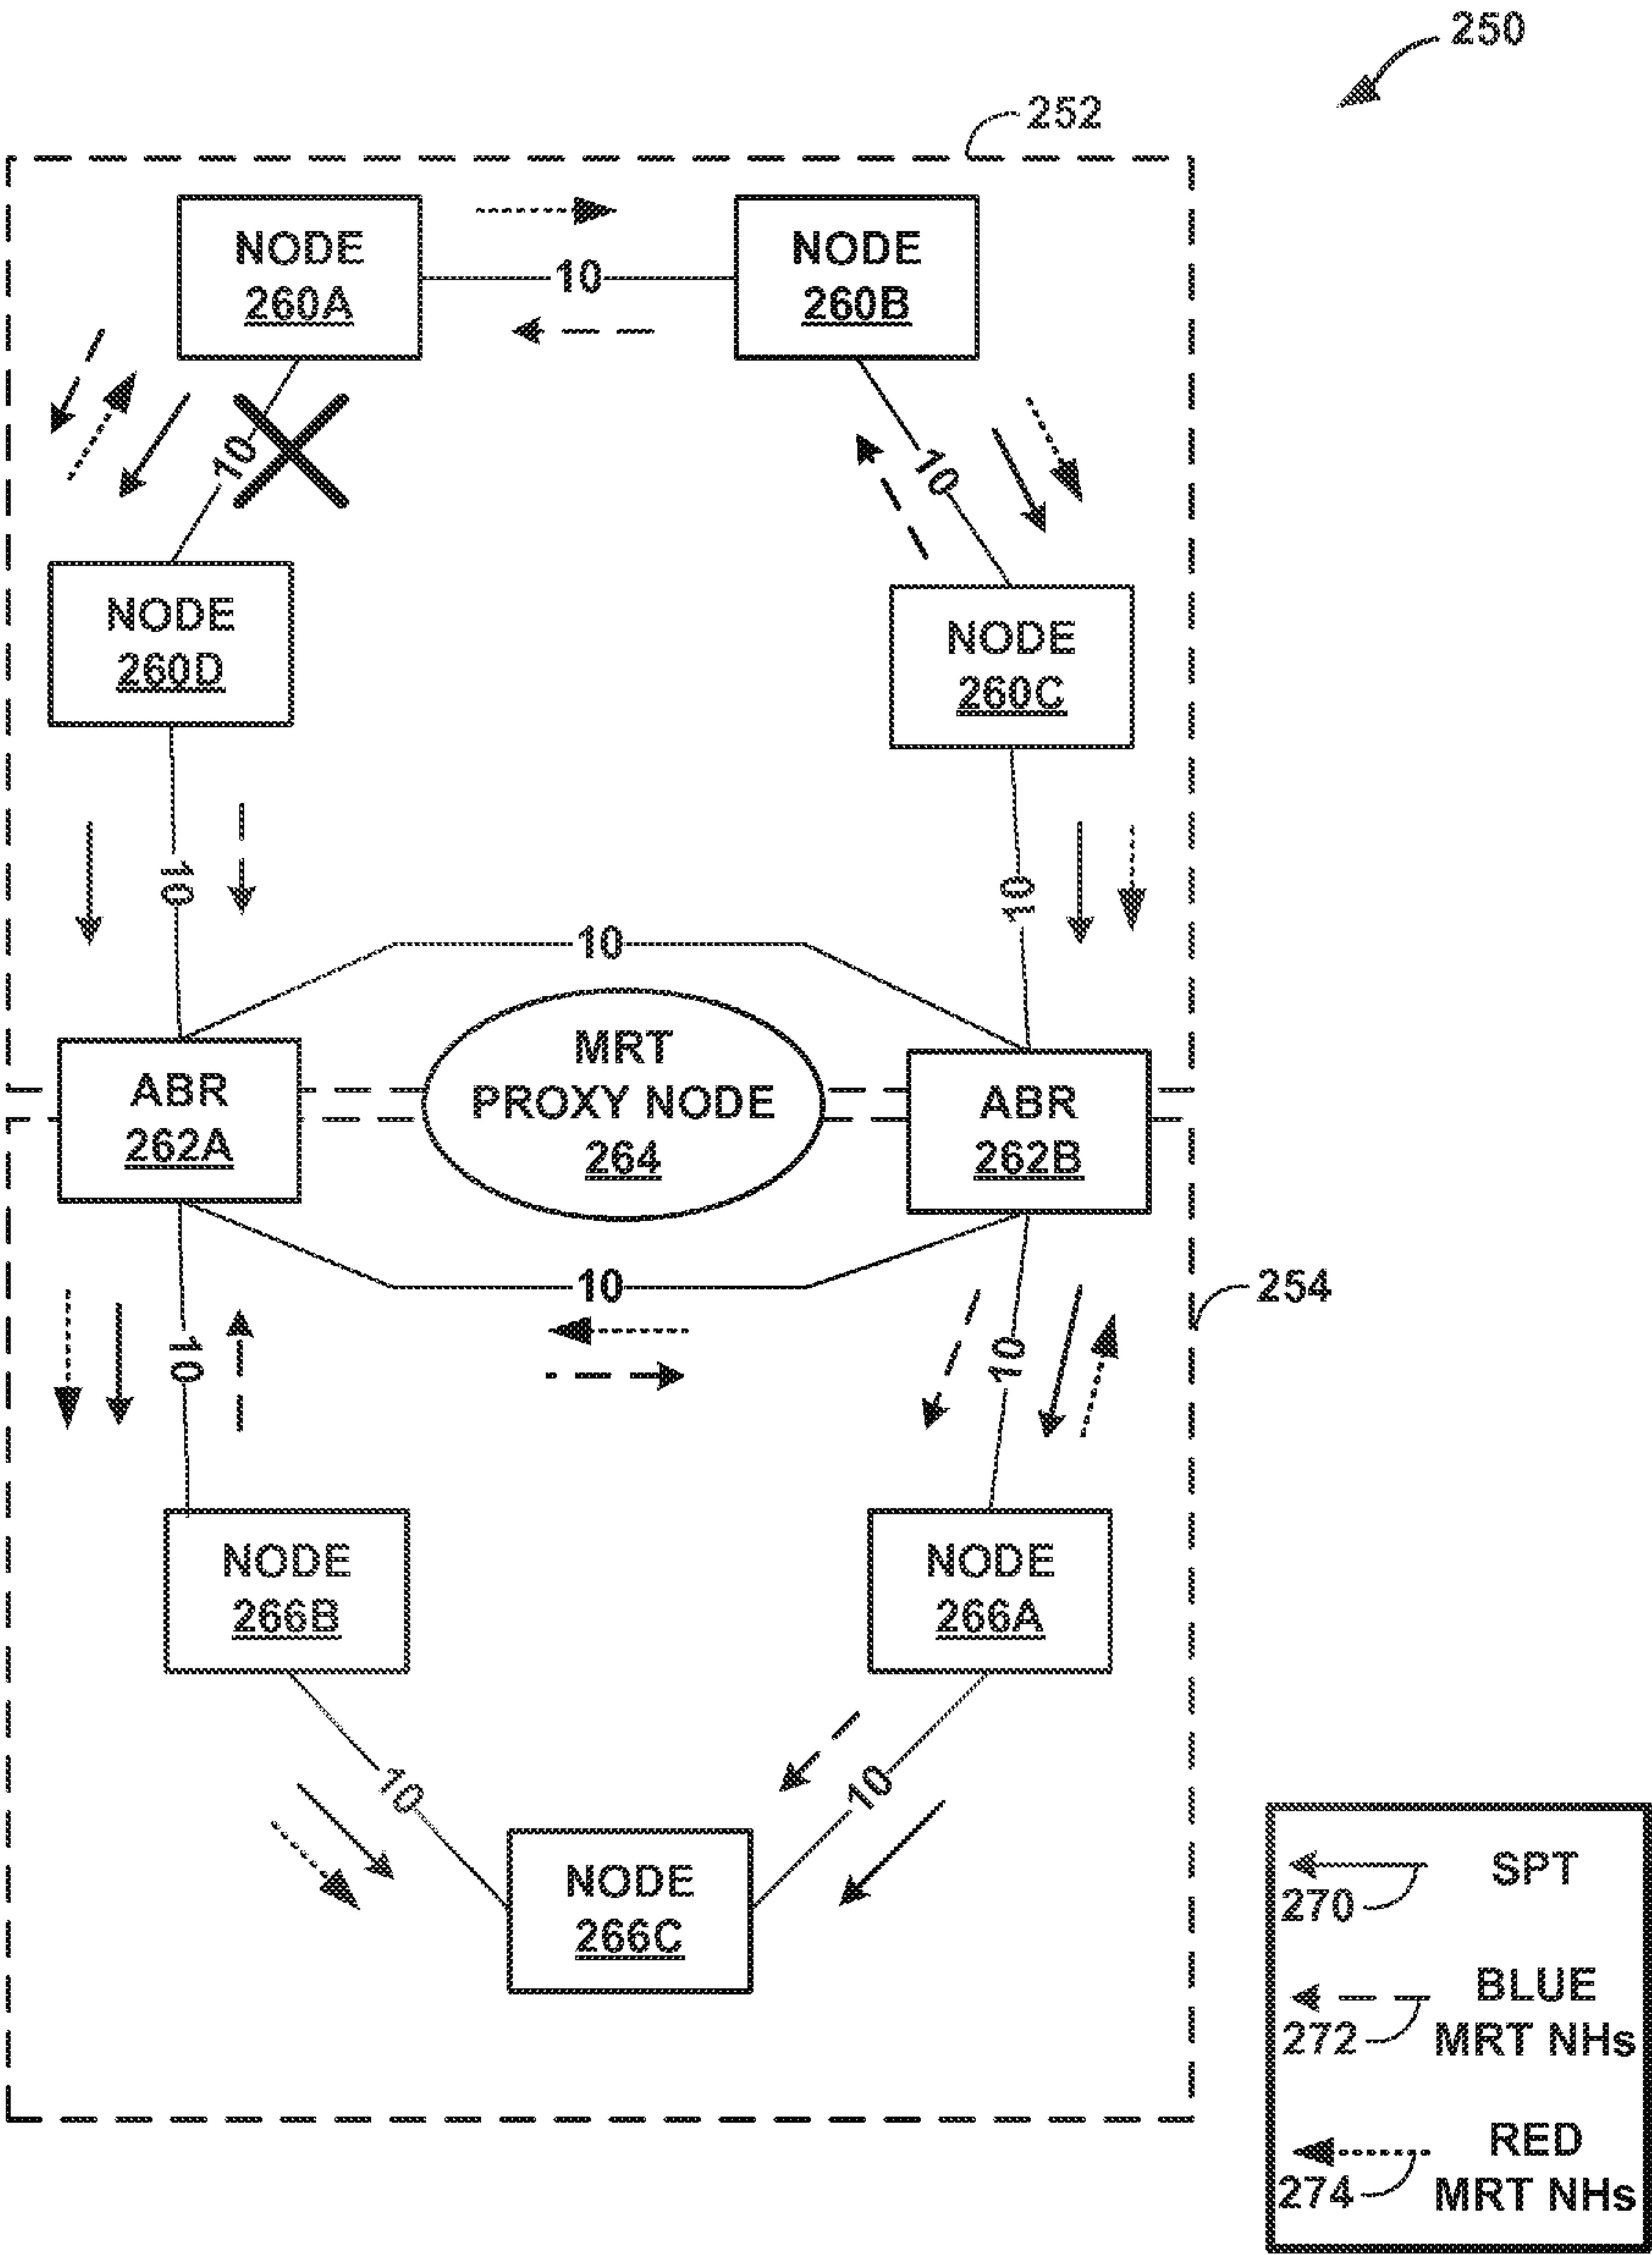 250
252
NODE
260A
10
NODE
260B
10
10
NODE
260D
NODE
260C
10
10
10
MRT
PROXY NODE
264
ABR
262A
ABR
262B
10
254
10
10
NODE
266B
NODE
266A
10
10
NODE
266C
SPT
270
BLUE
272
MRT NHs
RED
274
MRT NHs